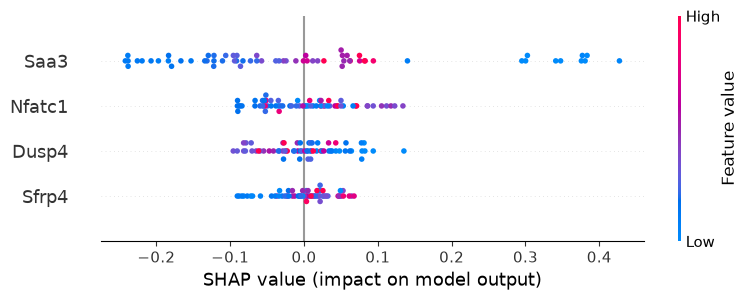 High
Saa3
Nfatc1
Dusp4
Sfrp4
Feature value
Low
−0.2 −0.1 0.0 0.1 0.2 0.3 0.4
SHAP value (impact on model output)